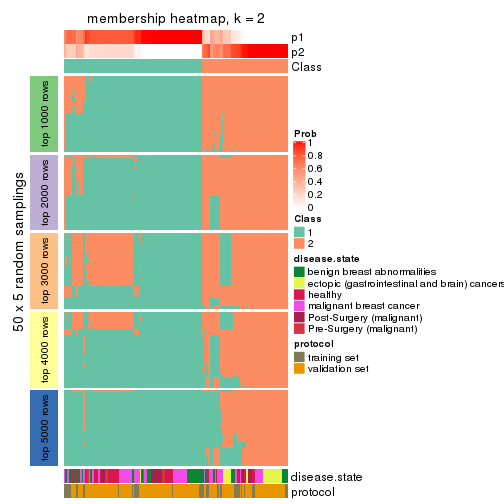 membership heatmap, k = 2
p1
p2
Class
50 x 5 random samplings
top 1000 rows
top 2000 rows
top 3000 rows
top 4000 rows
top 5000 rows
Prob
1
0.8
0.6
0.4
0.2
0
Class
1
2
disease.state
benign breast abnormalities
ectopic (gastrointestinal and brain) cancers
healthy
malignant breast cancer
Post-Surgery (malignant)
Pre-Surgery (malignant)
protocol
training set
validation set
disease.state
protocol